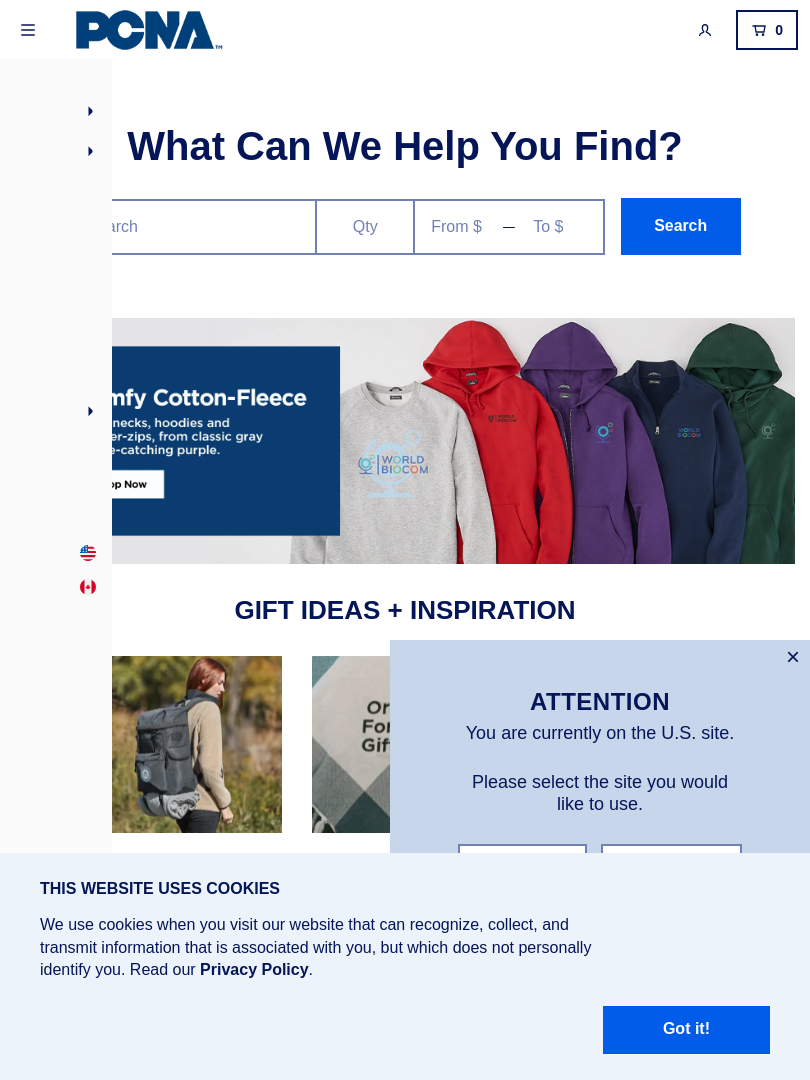 PCNA
0
What Can We Help You Find?
arch
Qty
From $ — To $
Search
mfy Cotton-Fleece
necks, hoodies and
er-zips, from classic gray
e-catching purple.
op Now
WORLD
BIOCOM
WORLD
BIOCOM
WORLD
BIOCOM
GIFT IDEAS + INSPIRATION
Or
For
Gif
×
ATTENTION
You are currently on the U.S. site.
Please select the site you would
like to use.
THIS WEBSITE USES COOKIES
We use cookies when you visit our website that can recognize, collect, and
transmit information that is associated with you, but which does not personally
identify you. Read our Privacy Policy.
Got it!